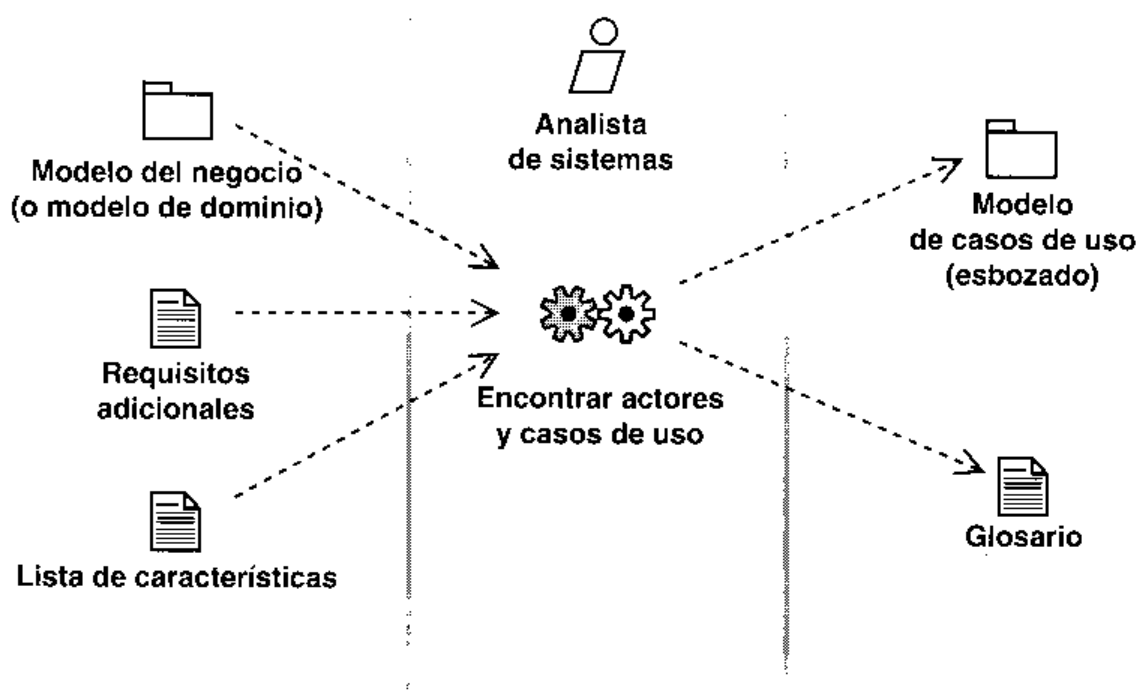 Analista
de sistemas
Modelo del negocio
(o modelo de dominio)
Requisitos
adicionales
Lista de características
Encontrar actores
y casos de uso
Modelo
de casos de uso
(esbozado)
Glosario